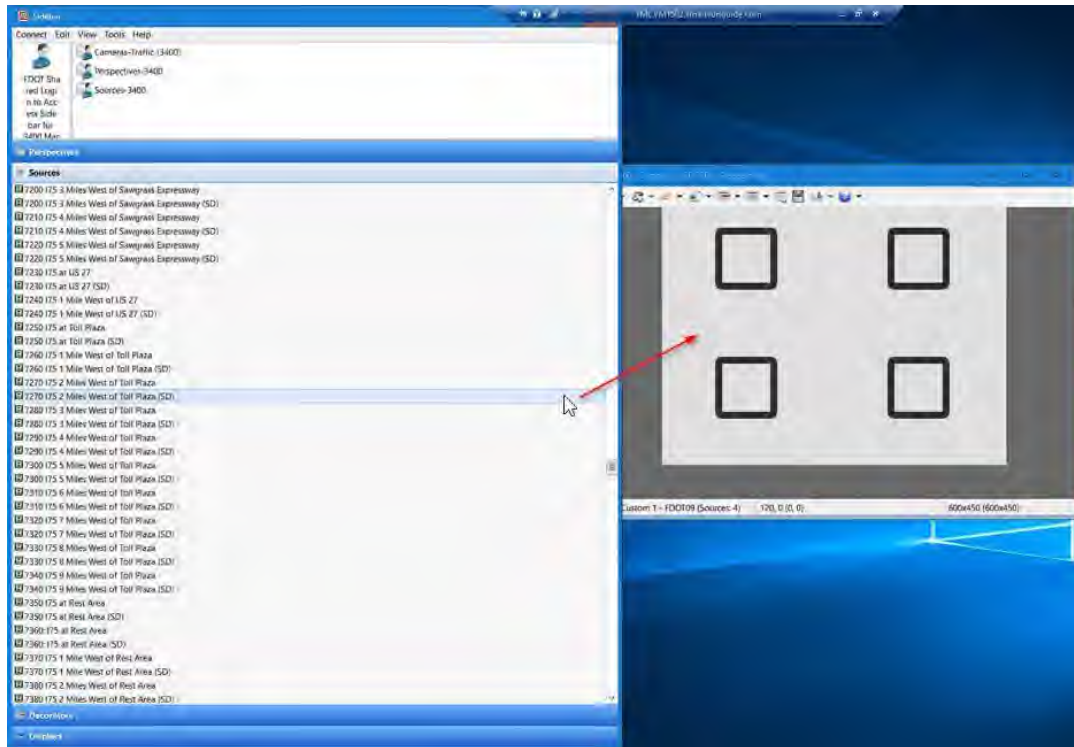 Sidebar
Connect Edit View Tools Help
FDOT Sha
red Logi
n to Acc
ess Side
bar for
3400 Mac
Cameras-Traffic (3400)
Perspectives-3400
Sources-3400
Perspectives
Sources
7200 I75 3 Miles West of Sawgrass Expressway
7200 I75 3 Miles West of Sawgrass Expressway (SD)
7210 I75 4 Miles West of Sawgrass Expressway
7210 I75 4 Miles West of Sawgrass Expressway (SD)
7220 I75 5 Miles West of Sawgrass Expressway
7220 I75 5 Miles West of Sawgrass Expressway (SD)
7230 I75 at US 27
7230 I75 at US 27 (SD)
7240 I75 1 Mile West of US 27
7240 I75 1 Mile West of US 27 (SD)
7250 I75 at Toll Plaza
7250 I75 at Toll Plaza (SD)
7260 I75 1 Mile West of Toll Plaza
7260 I75 1 Mile West of Toll Plaza (SD)
7270 I75 2 Miles West of Toll Plaza
7270 I75 2 Miles West of Toll Plaza (SD)
7280 I75 3 Miles West of Toll Plaza
7280 I75 3 Miles West of Toll Plaza (SD)
7290 I75 4 Miles West of Toll Plaza
7290 I75 4 Miles West of Toll Plaza (SD)
7300 I75 5 Miles West of Toll Plaza
7300 I75 5 Miles West of Toll Plaza (SD)
7310 I75 6 Miles West of Toll Plaza
7310 I75 6 Miles West of Toll Plaza (SD)
7320 I75 7 Miles West of Toll Plaza
7320 I75 7 Miles West of Toll Plaza (SD)
7330 I75 8 Miles West of Toll Plaza
7330 I75 8 Miles West of Toll Plaza (SD)
7340 I75 9 Miles West of Toll Plaza
7340 I75 9 Miles West of Toll Plaza (SD)
7350 I75 at Rest Area
7350 I75 at Rest Area (SD)
7360: I75 at Rest Area
7360: I75 at Rest Area (SD)
7370 I75 1 Mile West of Rest Area
7370 I75 1 Mile West of Rest Area (SD)
7380 I75 2 Miles West of Rest Area
7380 I75 2 Miles West of Rest Area (SD)
Decorators
Displays
Custom 1 - FDOT09 (Sources: 4) 120, 0 (0, 0) 600x450 (600x450)